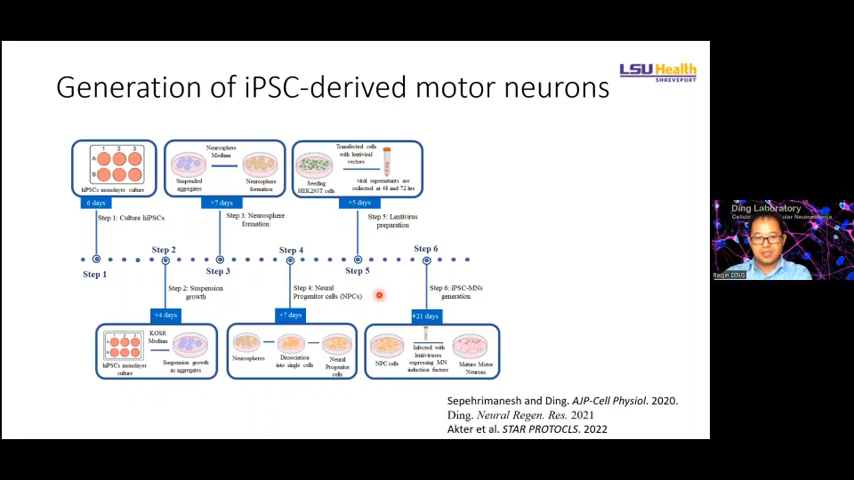 LSU Health
SHREVEPORT
Generation of iPSC-derived motor neurons
1 2 3
A
B
hiPSCs monolayer culture
Neurosphere
Medium
Suspended
aggregates
Neurosphere
formation
Transfected cells
with lentiviral
vectors
Seeding
HEK293T cells
viral supernatants are
collected at 48 and 72 hrs
6 days
+7 days
+5 days
Step 1: Culture hiPSCs
Step 3: Neurosphere
formation
Step 5: Lentivirus
preparation
Step 1
Step 2
Step 3
Step 4
Step 5
Step 6
Step 2: Suspension
growth
Step 4: Neural
Progenitor cells (NPCs)
Step 6: iPSC-MNs
generation
+4 days
+7 days
+21 days
1 2 3
A
B
hiPSCs monolayer
culture
KOSR
Medium
Suspension growth
as aggregates
Neurospheres
Dissociation
into single cells
Neural
Progenitor
cells
NPC cells
Infected with
lentiviruses
expressing MN
induction factors
Mature Motor
Neurons
Sepehrimanesh and Ding. AJP-Cell Physiol. 2020.
Ding. Neural Regen. Res. 2021
Akter et al. STAR PROTOCLS. 2022
Ding Laboratory
Baojin DING